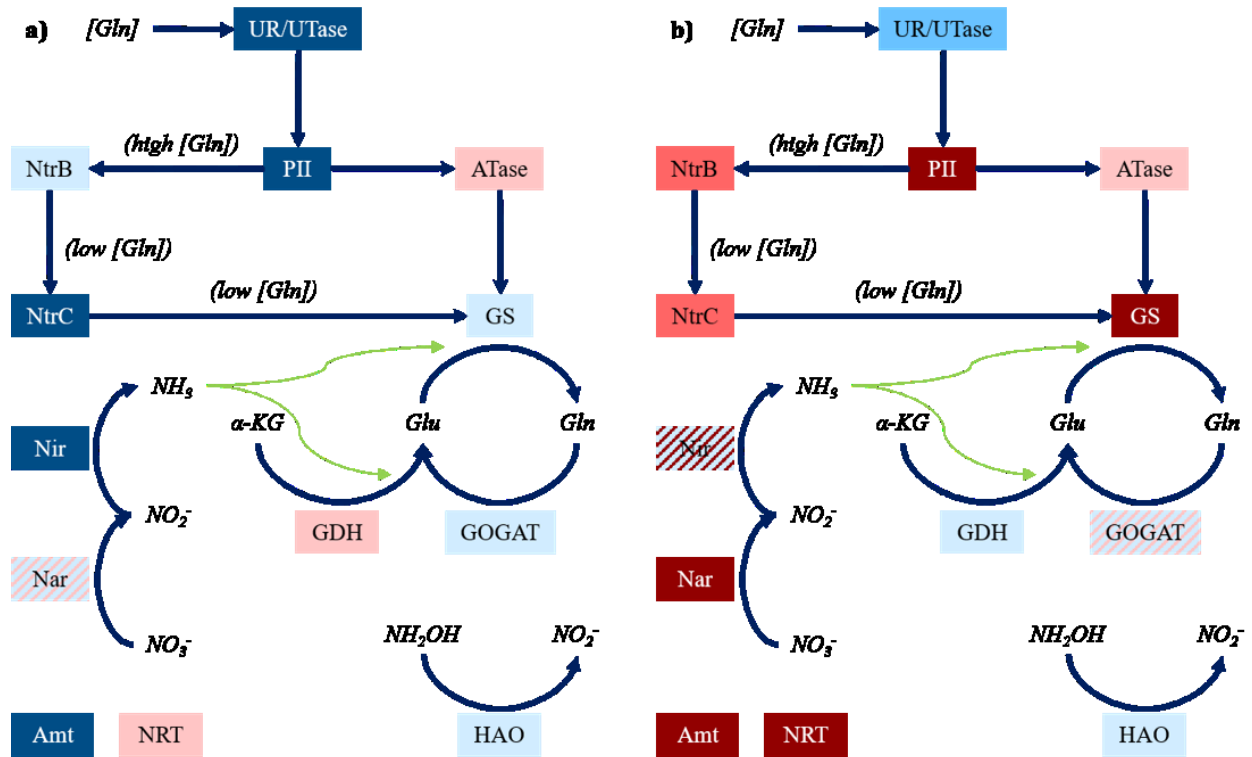 a) [Gln] UR/UTase
(high [Gln])
NtrB PII ATase
(low [Gln])
(low [Gln])
NtrC GS
NH₃
α-KG Glu Gln
Nir
NO₂⁻
GDH GOGAT
Nar
NO₃⁻ NH₂OH NO₂⁻
Amt NRT HAO
b) [Gln] UR/UTase
(high [Gln])
NtrB PII ATase
(low [Gln])
(low [Gln])
NtrC GS
NH₃
α-KG Glu Gln
Nir
NO₂⁻
GDH GOGAT
Nar
NO₃⁻ NH₂OH NO₂⁻
Amt NRT HAO